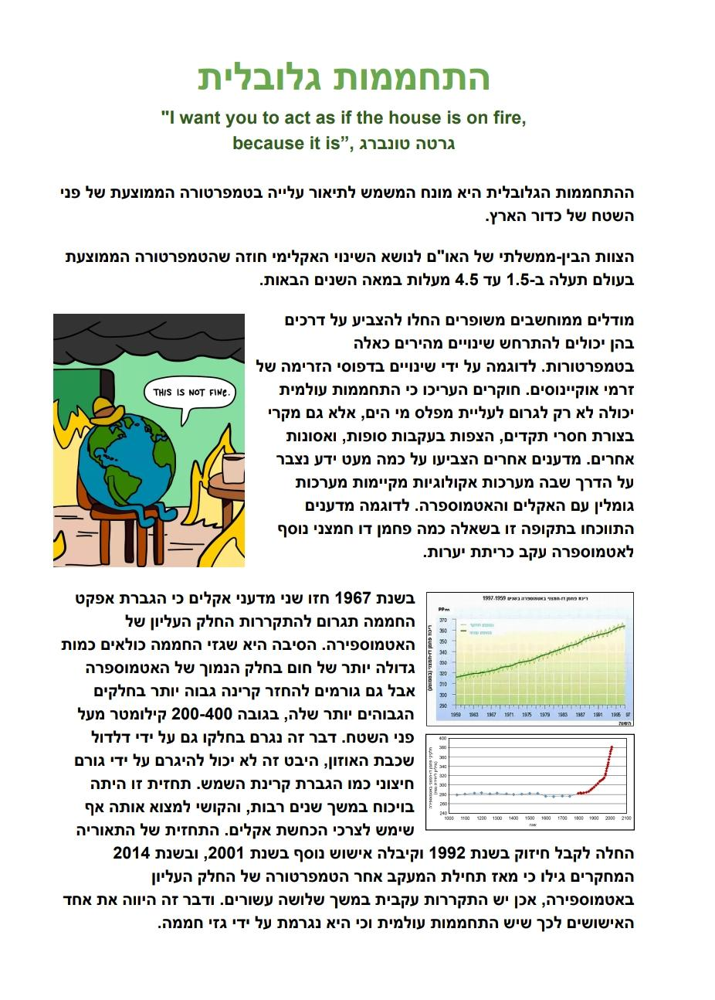 התחממות גלובלית
"I want you to act as if the house is on fire,
because it is”, גרטה טונברג
ההתחממות הגלובלית היא מונח המשמש לתיאור עלייה בטמפרטורה הממוצעת של פני
השטח של כדור הארץ.
הצוות הבין-ממשלתי של האו"ם לנושא השינוי האקלימי חוזה שהטמפרטורה הממוצעת
בעולם תעלה ב-1.5 עד 4.5 מעלות במאה השנים הבאות.
מודלים ממוחשבים משופרים החלו להצביע על דרכים
בהן יכולים להתרחש שינויים מהירים כאלה
בטמפרטורות. לדוגמה על ידי שינויים בדפוסי הזרימה של
זרמי אוקיינוסים. חוקרים העריכו כי התחממות עולמית
יכולה לא רק לגרום לעליית מפלס מי הים, אלא גם מקרי
בצורת חסרי תקדים, הצפות בעקבות סופות, ואסונות
אחרים. מדענים אחרים הצביעו על כמה מעט ידע נצבר
על הדרך שבה מערכות אקולוגיות מקיימות מערכות
גומלין עם האקלים והאטמוספרה. לדוגמה מדענים
התווכחו בתקופה זו בשאלה כמה פחמן דו חמצני נוסף
לאטמוספרה עקב כריתת יערות.
THIS IS NOT FINE.
בשנת 1967 חזו שני מדעני אקלים כי הגברת אפקט
החממה תגרום להתקררות החלק העליון של
האטמוספירה. הסיבה היא שגזי החממה כולאים כמות
גדולה יותר של חום בחלק הנמוך של האטמוספרה
אבל גם גורמים להחזר קרינה גבוה יותר בחלקים
הגבוהים יותר שלה, בגובה 200-400 קילומטר מעל
פני השטח. דבר זה נגרם בחלקו גם על ידי דלדול
שכבת האוזון, היבט זה לא יכול להיגרם על ידי גורם
חיצוני כמו הגברת קרינת השמש. תחזית זו היתה
בויכוח במשך שנים רבות, והקושי למצוא אותה אף
שימש לצרכי הכחשת אקלים. התחזית של התאוריה
החלה לקבל חיזוק בשנת 1992 וקיבלה אישוש נוסף בשנת 2001, ובשנת 2014
המחקרים גילו כי מאז תחילת המעקב אחר הטמפרטורה של החלק העליון
באטמוספירה, אכן יש התקררות עקבית במשך שלושה עשורים. ודבר זה היווה את אחד
האישושים לכך שיש התחממות עולמית וכי היא נגרמת על ידי גזי חממה.
ריכוז פחמן דו-חמצני באטמוספרה בשנים 1997-1959
PPm
370
360
350
340
330
320
310
300
290
1959 1963 1967 1971 1975 1979 1983 1987 1991 1995 97
השנה
400
380
360
340
320
300
280
260
240
1000 1100 1200 1300 1400 1500 1600 1700 1800 1900 2000 2100
שנה